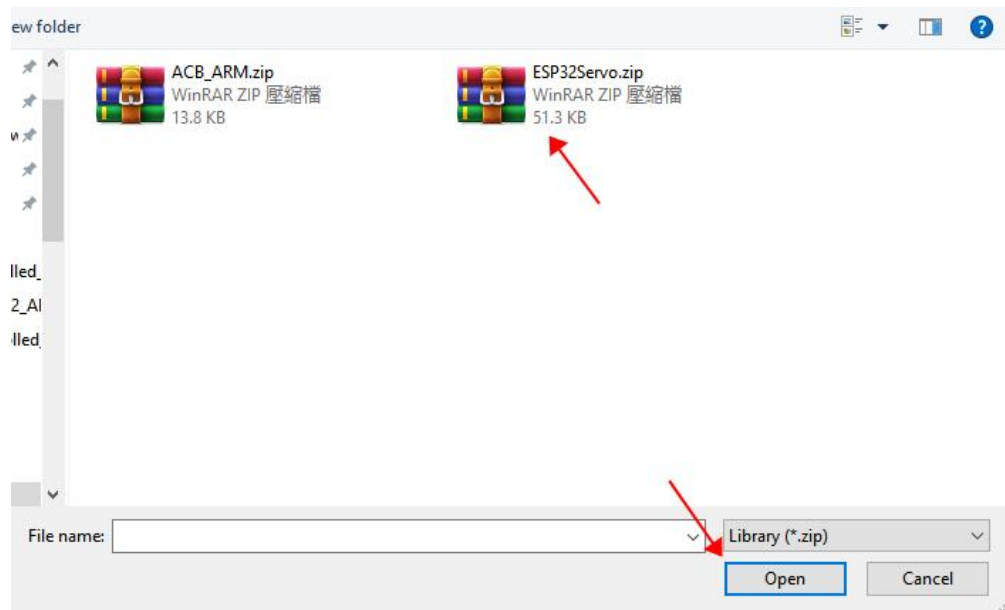 ew folder
ACB_ARM.zip
WinRAR ZIP 壓縮檔
13.8 KB
ESP32Servo.zip
WinRAR ZIP 壓縮檔
51.3 KB
lled_
2_Al
lled_
File name:
Library (*.zip)
Open
Cancel